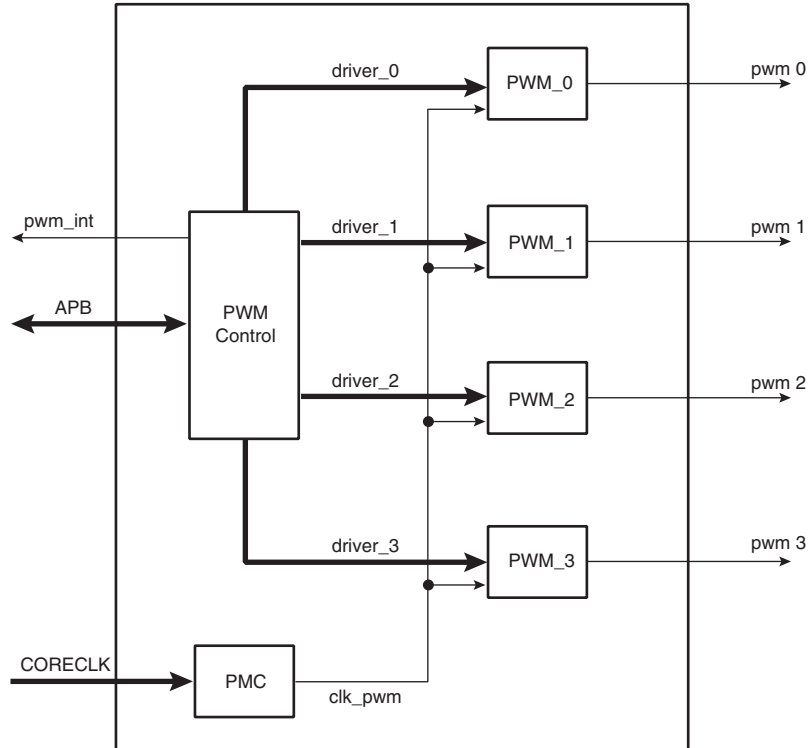 driver_0
PWM_0
pwm 0
pwm_int
driver_1
PWM_1
pwm 1
APB
PWM
Control
driver_2
PWM_2
pwm 2
driver_3
PWM_3
pwm 3
CORECLK
PMC
clk_pwm